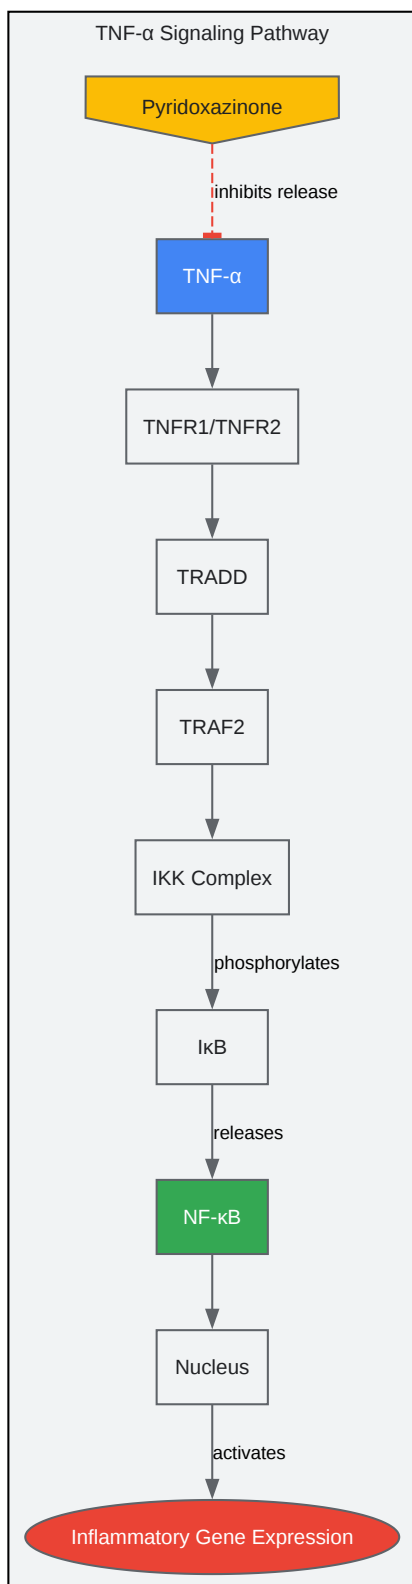 TNF-α Signaling Pathway
Pyridoxazinone
inhibits release
TNF-α
TNFR1/TNFR2
TRADD
TRAF2
IKK Complex
phosphorylates
IκB
releases
NF-κB
Nucleus
activates
Inflammatory Gene Expression